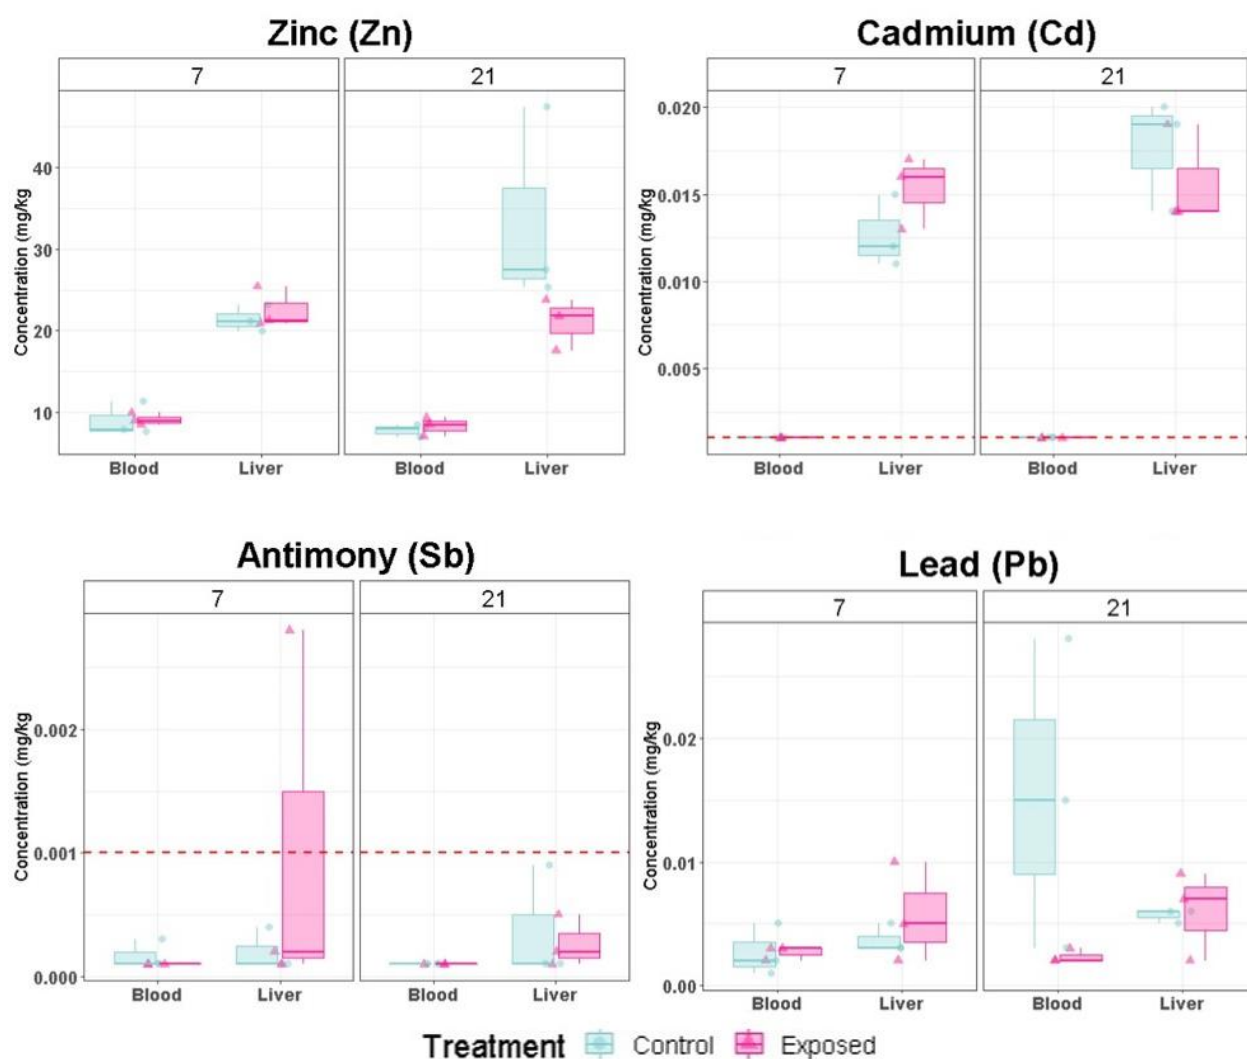 Zinc (Zn)
7
21
Concentration (mg/kg)
40
30
20
10
Blood
Liver
Blood
Liver
Cadmium (Cd)
7
21
Concentration (mg/kg
0.020
0.015
0.010
0.005
Blood
Liver
Blood
Liver
Antimony (Sb)
7
21
Concentration (mg/kg)
0.002
0.001
0.000
Blood
Liver
Blood
Liver
Lead (Pb)
7
21
Concentration (mg/kg
0.02
0.01
0.00
Blood
Liver
Blood
Liver
Treatment Control Exposed